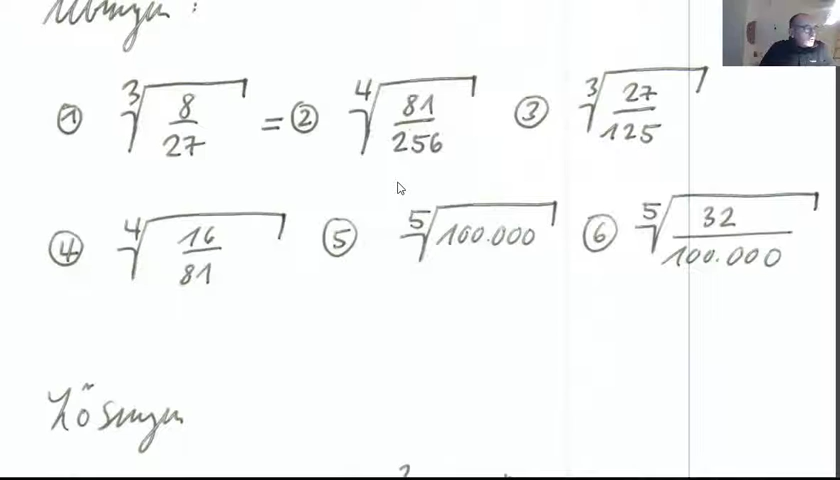 Übungen :
① ∛(8/27) = ② ∜(81/256) ③ ∛(27/125)
④ ∜(16/81) ⑤ ⁵√100.000 ⑥ ⁵√(32/100.000)
Lösungen